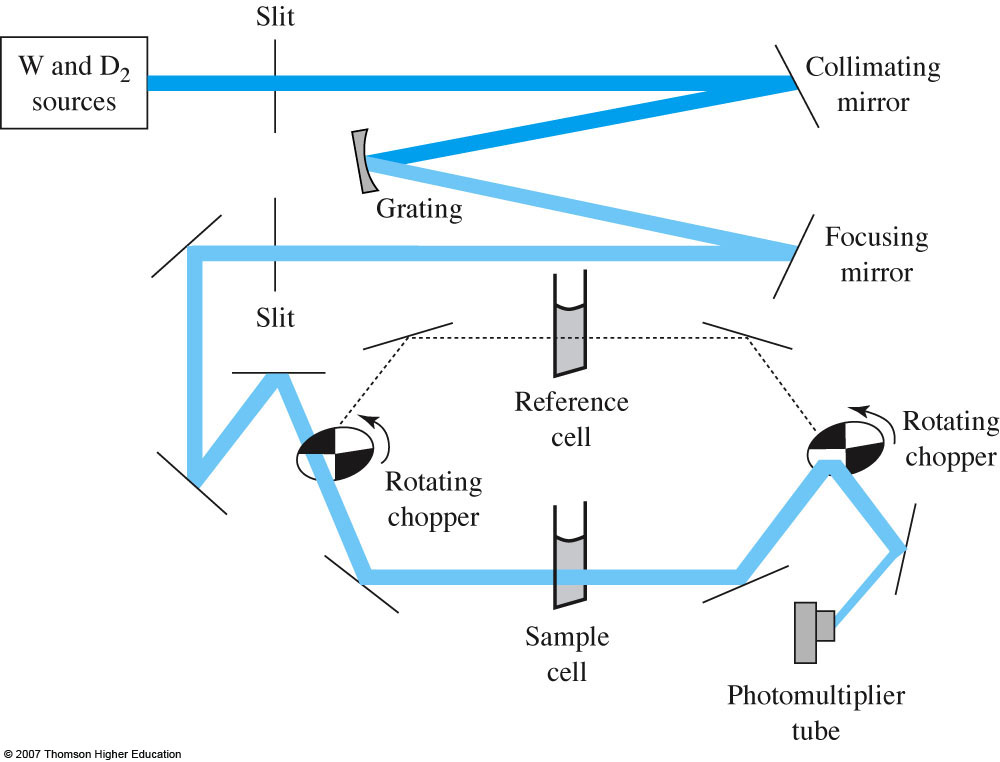 Slit
W and D₂
sources
Collimating
mirror
Grating
Focusing
mirror
Slit
Reference
cell
Rotating
chopper
Rotating
chopper
Sample
cell
Photomultiplier
tube
© 2007 Thomson Higher Education